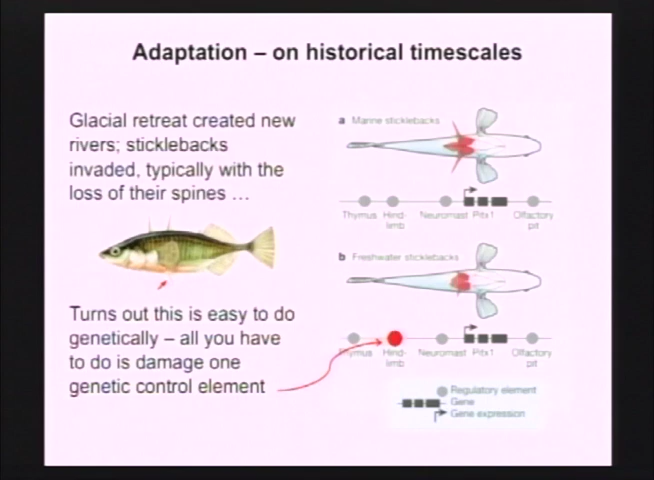 Adaptation – on historical timescales
Glacial retreat created new
rivers; sticklebacks
invaded, typically with the
loss of their spines ...
Turns out this is easy to do
genetically – all you have
to do is damage one
genetic control element
a Marine sticklebacks
Thymus Hind-limb Neuromast Pitx1 Olfactory pit
b Freshwater sticklebacks
Thymus Hind-limb Neuromast Pitx1 Olfactory pit
Regulatory element
Gene
Gene expression